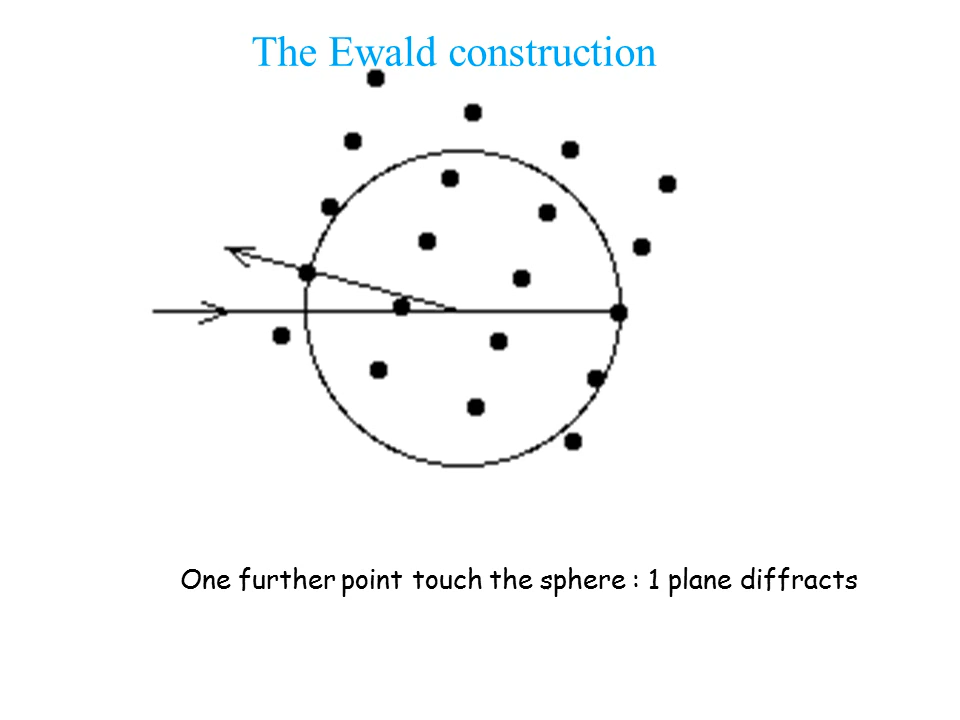 The Ewald construction
One further point touch the sphere : 1 plane diffracts